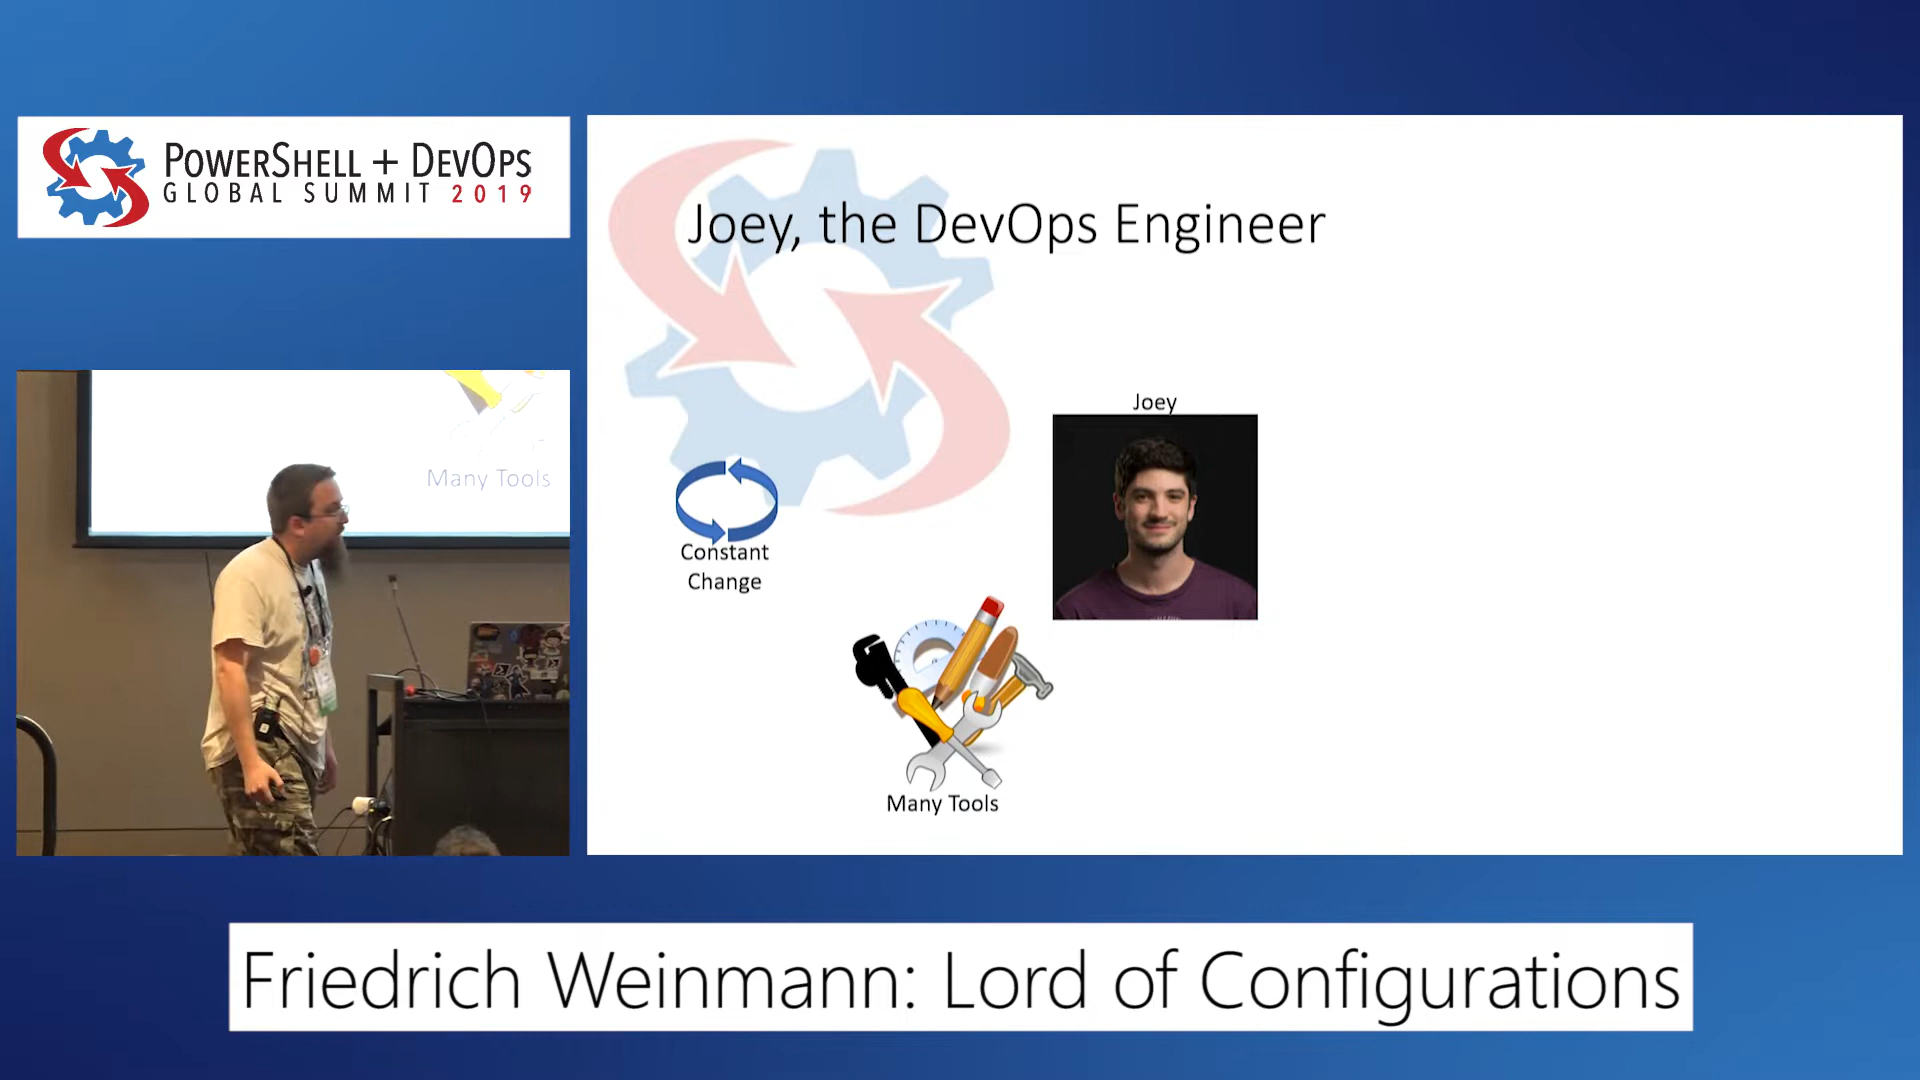 POWERSHELL + DEVOPS
GLOBAL SUMMIT 2019
Many Tools
Joey, the DevOps Engineer
Joey
Constant
Change
Many Tools
Friedrich Weinmann: Lord of Configurations